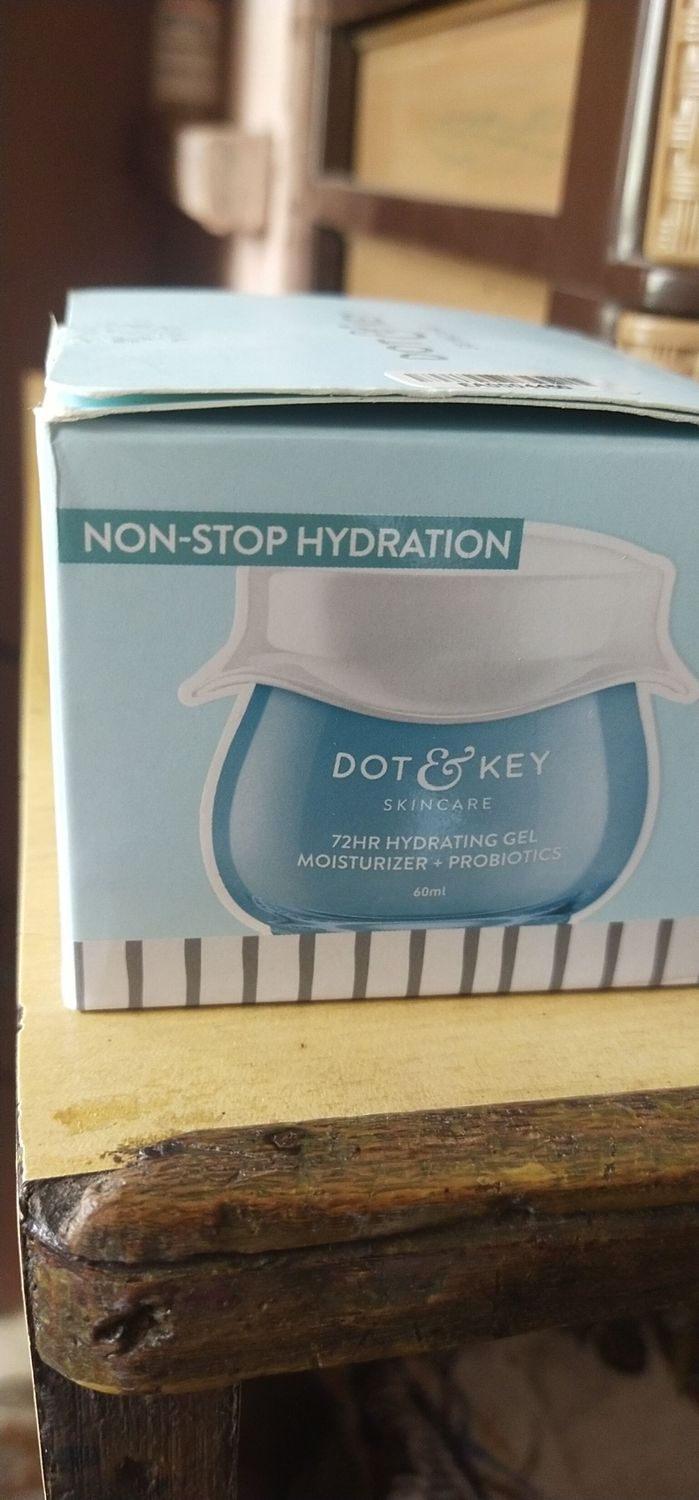 NON-STOP HYDRATION
DOT & KEY
SKINCARE
72HR HYDRATING GEL
MOISTURIZER + PROBIOTICS
60ml